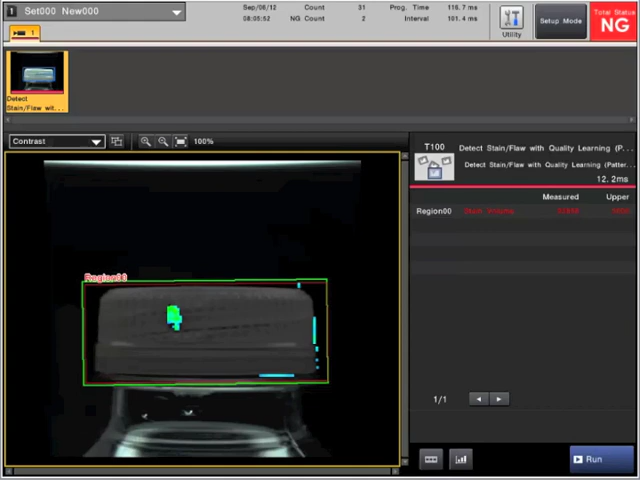 1 Set000 New000
Sep/08/12 Count 31 Prog. Time 116.7 ms
08:05:52 NG Count 2 Interval 101.4 ms
Utility
Setup Mode
Total Status
NG
1
Detect
Stain/Flaw wit...
Contrast
100%
T100
Detect Stain/Flaw with Quality Learning (P...
Detect Stain/Flaw with Quality Learning (Patter...
12.2ms
Measured Upper
Region00
Region00
1/1
Run